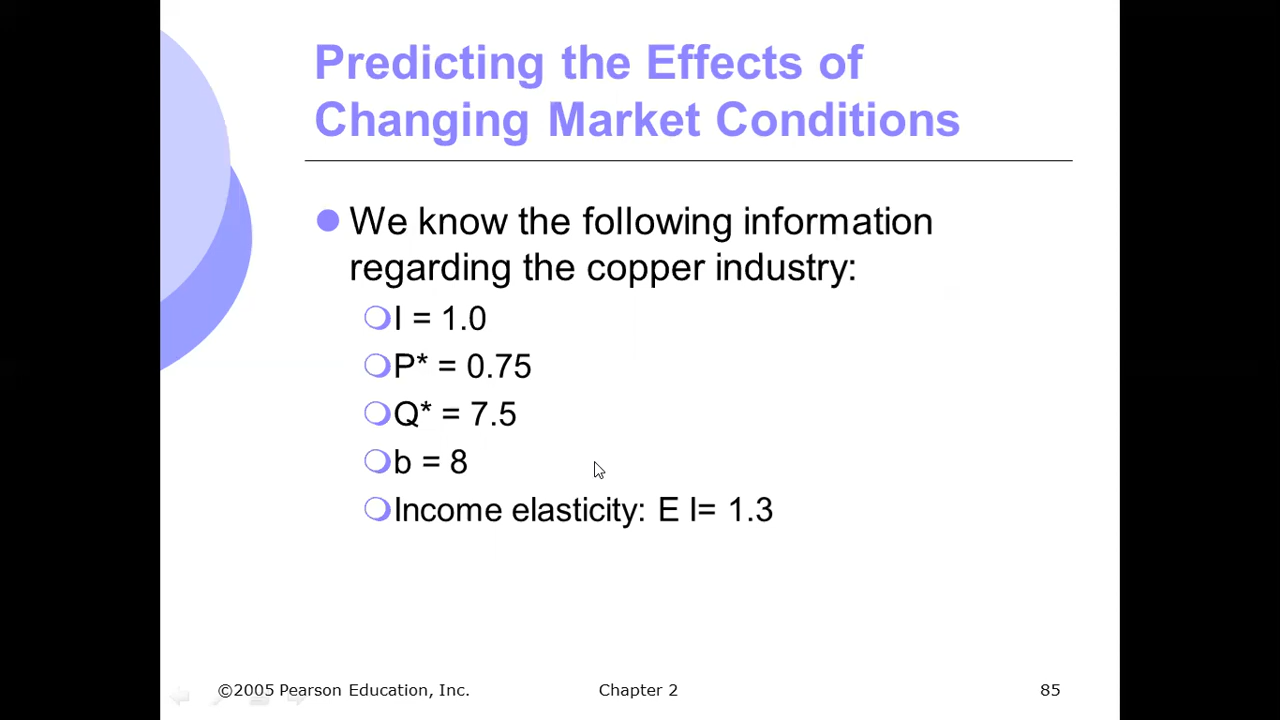 Predicting the Effects of
Changing Market Conditions
We know the following information
regarding the copper industry:
I = 1.0
P* = 0.75
Q* = 7.5
b = 8
Income elasticity: E I= 1.3
©2005 Pearson Education, Inc.
Chapter 2
85